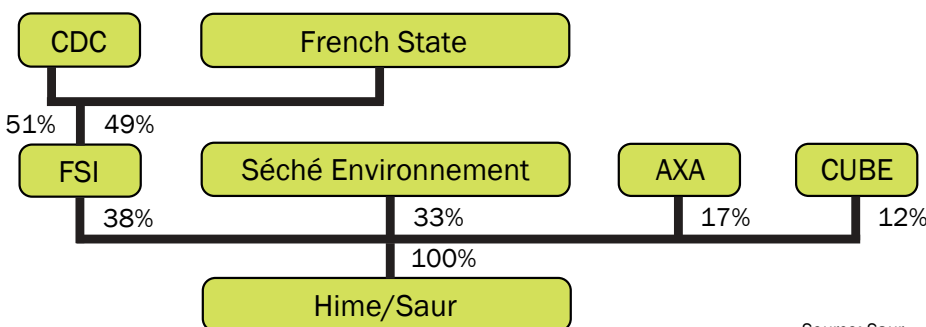 CDC
French State
51%
49%
FSI
Séché Environnement
AXA
CUBE
38%
33%
17%
12%
100%
Hime/Saur